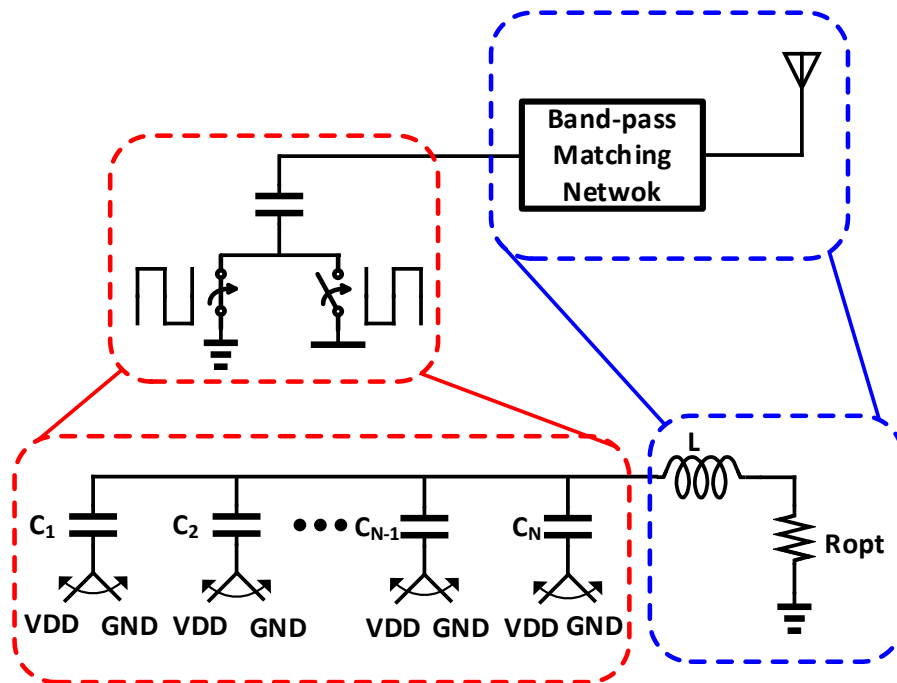 Band-pass
Matching
Netwok
L
C1 C2 CN-1 CN
Ropt
VDD GND VDD GND VDD GND VDD GND